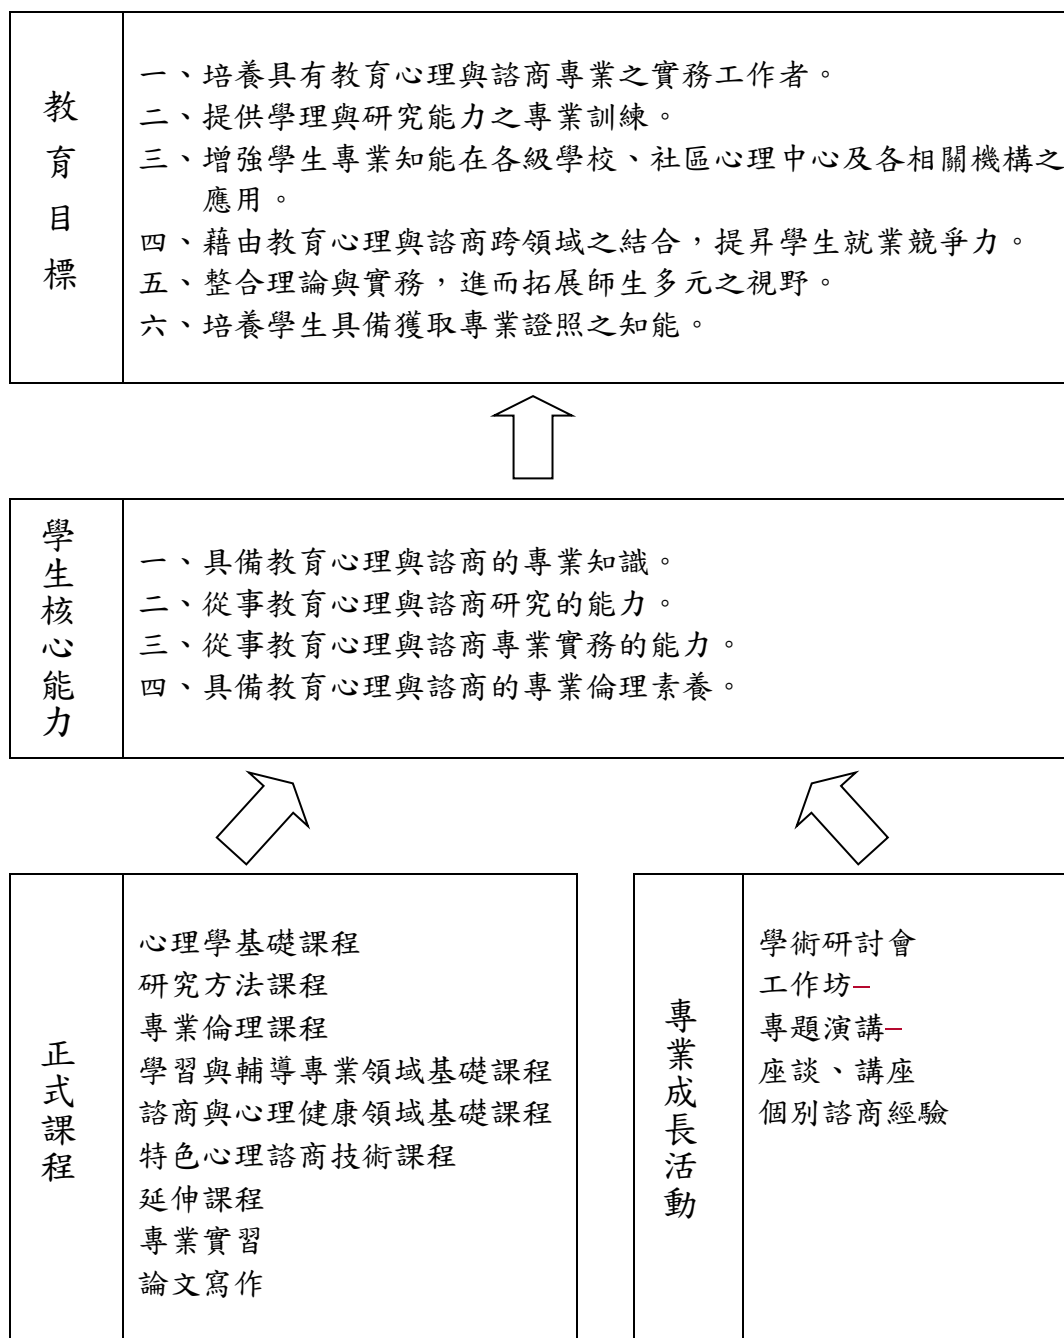 教育目標
一、培養具有教育心理與諮商專業之實務工作者。
二、提供學理與研究能力之專業訓練。
三、增強學生專業知能在各級學校、社區心理中心及各相關機構之
應用。
四、藉由教育心理與諮商跨領域之結合，提昇學生就業競爭力。
五、整合理論與實務，進而拓展師生多元之視野。
六、培養學生具備獲取專業證照之知能。
學生核心能力
一、具備教育心理與諮商的專業知識。
二、從事教育心理與諮商研究的能力。
三、從事教育心理與諮商專業實務的能力。
四、具備教育心理與諮商的專業倫理素養。
正式課程
心理學基礎課程
研究方法課程
專業倫理課程
學習與輔導專業領域基礎課程
諮商與心理健康領域基礎課程
特色心理諮商技術課程
延伸課程
專業實習
論文寫作
專業成長活動
學術研討會
工作坊
專題演講
座談、講座
個別諮商經驗